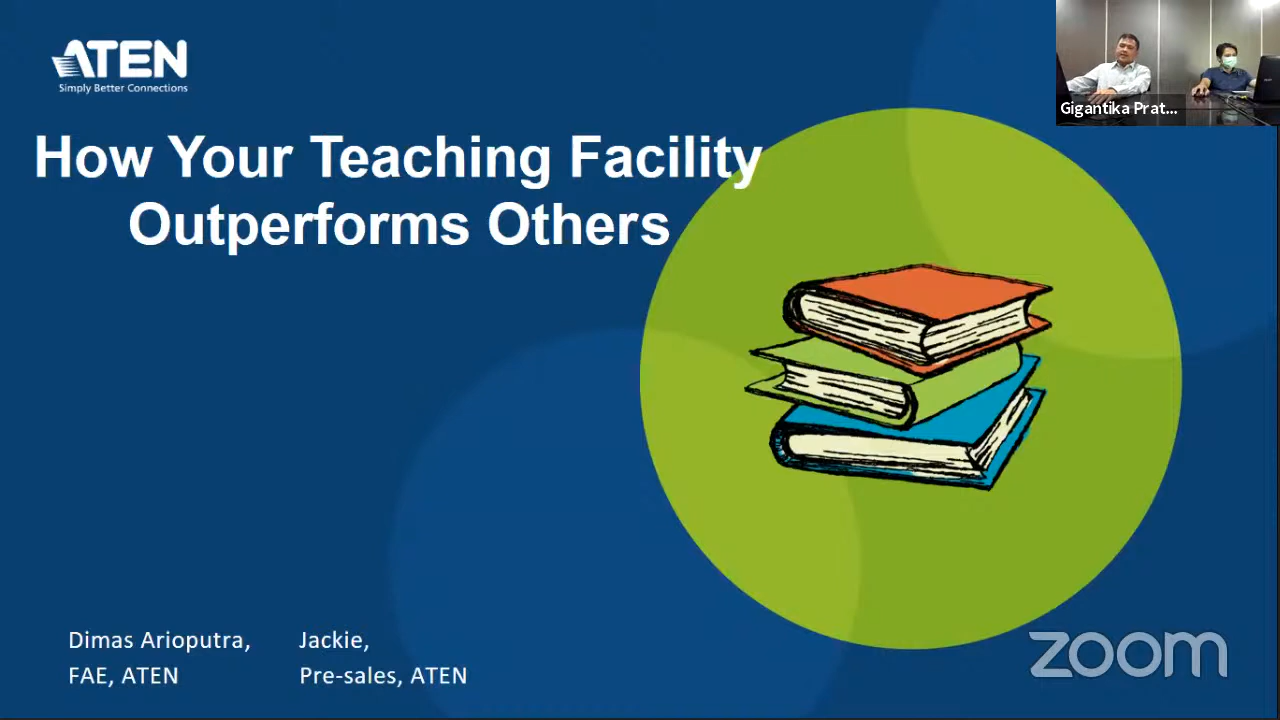 ATEN
Simply Better Connections
Gigantika Prat...
How Your Teaching Facility
Outperforms Others
Dimas Arioputra,
FAE, ATEN
Jackie,
Pre-sales, ATEN
zoom